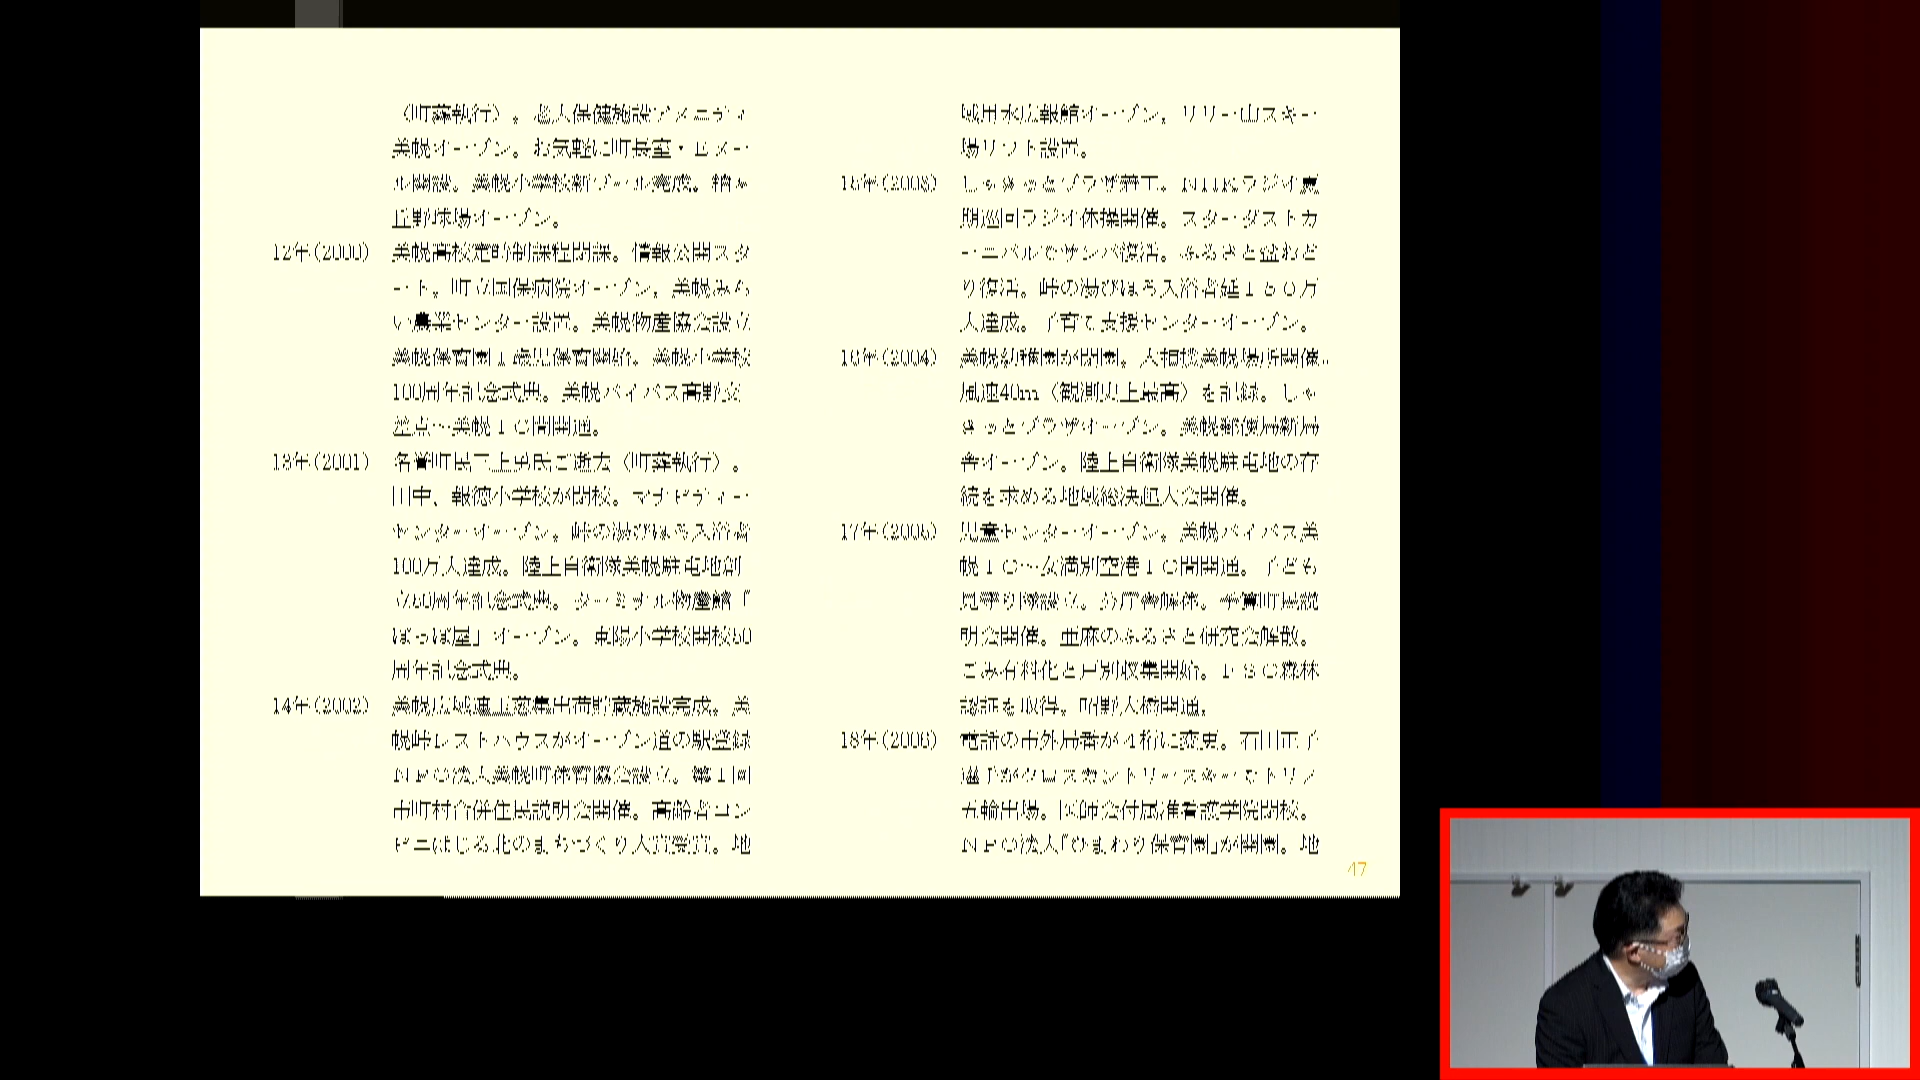 〈町葬執行〉。老人保健施設アメニティ
美幌オープン。お気軽に町長室・Eメー
ル開設。美幌小学校新プール完成。
丘野球場オープン。
12年(2000) 美幌高校定時制課程閉課。情報公開スタ
ート。町立国保病院オープン。美幌みら
い農業センター設置。美幌物産協会設立
美幌保育園1歳児保育開始。美幌小学校
100周年記念式典。美幌バイパス高野交
差点〜美幌IC間開通。
13年(2001) 名誉町民 逝去〈町葬執行〉。
田中、報徳小学校が閉校。マナビティー
センターオープン。峠の湯びほろ入浴者
100万人達成。陸上自衛隊美幌駐屯地創
立50周年記念式典。ターミナル物産館「
ぽっぽ屋」オープン。東陽小学校開校50
周年記念式典。
14年(2002) 美幌広域連玉葱集出荷貯蔵施設完成。美
幌峠レストハウスがオープン道の駅登録
NPO法人美幌町保育協会設立。第1回
市町村合併住民説明会開催。高齢者
はじる花のまちづくり大賞受賞。地
域用水広報館オープン。リリー山スキー
場リフト設置。
15年(2003) しゃきっとプラザ着工。NHKラジオ夏
期巡回ラジオ体操開催。スターダストカ
ーニバルでサンバ復活。ふるさと盆おど
り復活。峠の湯びほろ入浴者延150万
人達成。子育て支援センターオープン。
16年(2004) 美幌幼稚園が閉園。大相撲美幌場所開催。
風速40m〈観測史上最高〉を記録。しゃ
きっとプラザオープン。美幌郵便局新局
舎オープン。陸上自衛隊美幌駐屯地の存
続を求める地域総決起大会開催。
17年(2005) 児童センターオープン。美幌バイパス美
幌IC〜女満別空港IC間開通。子ども
見守り隊設立。 町民説
明会開催。亜麻のふるさと研究会解散。
ごみ有料化と戸別収集開始。FSC森林
認証を取得。 野大橋開通。
18年(2006) 電話の市外局番が4桁に変更。石田正子
選手がクロスカントリースキーでトリノ
五輪出場。医師会付属准看護学院閉校。
NPO法人「ひまわり保育園」が開園。地
47